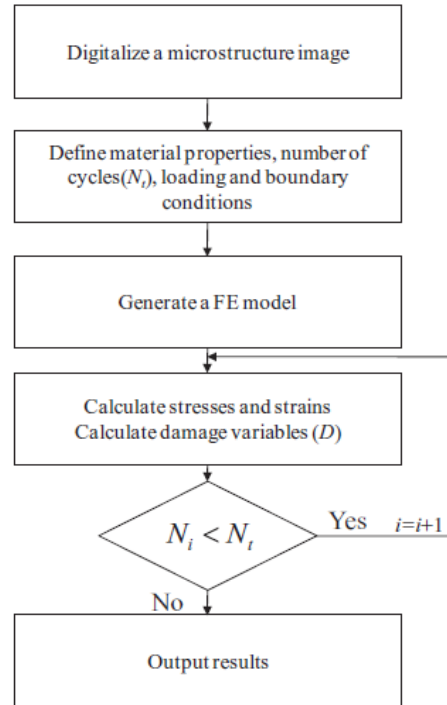 Digitalize a microstructure image
Define material properties, number of
cycles(Nt), loading and boundary
conditions
Generate a FE model
Calculate stresses and strains
Calculate damage variables (D)
Ni < Nt
Yes
i=i+1
No
Output results